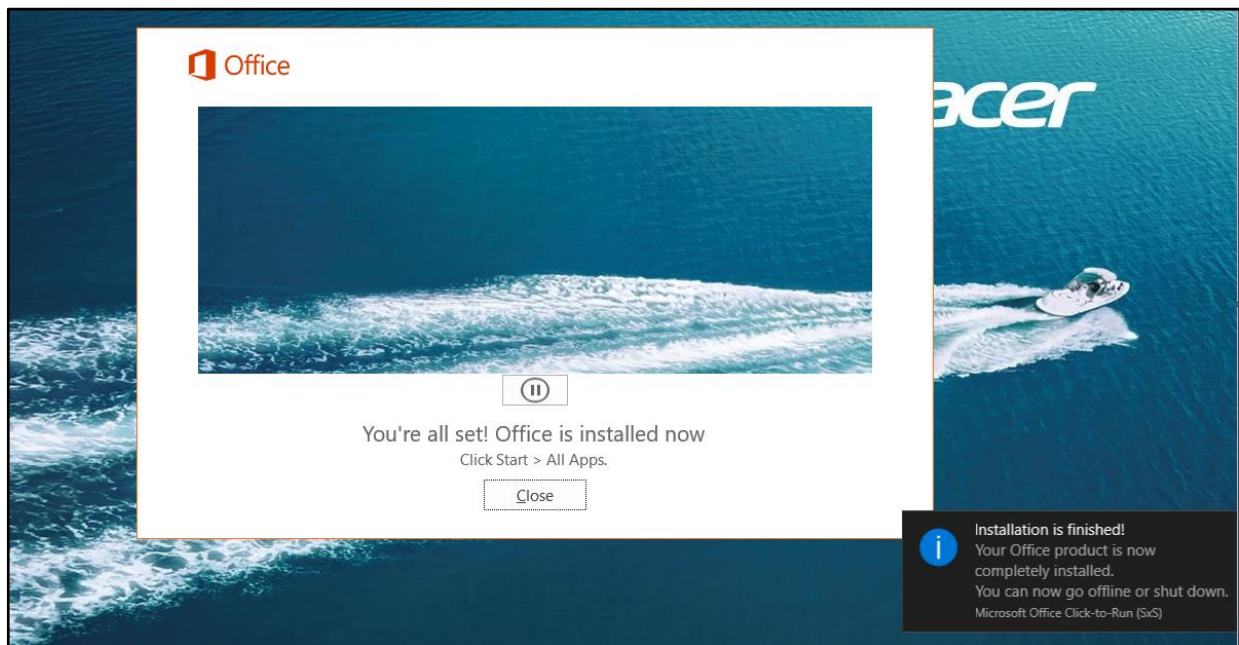 Office
acer
You're all set! Office is installed now
Click Start > All Apps.
Close
Installation is finished!
Your Office product is now
completely installed.
You can now go offline or shut down.
Microsoft Office Click-to-Run (SxS)